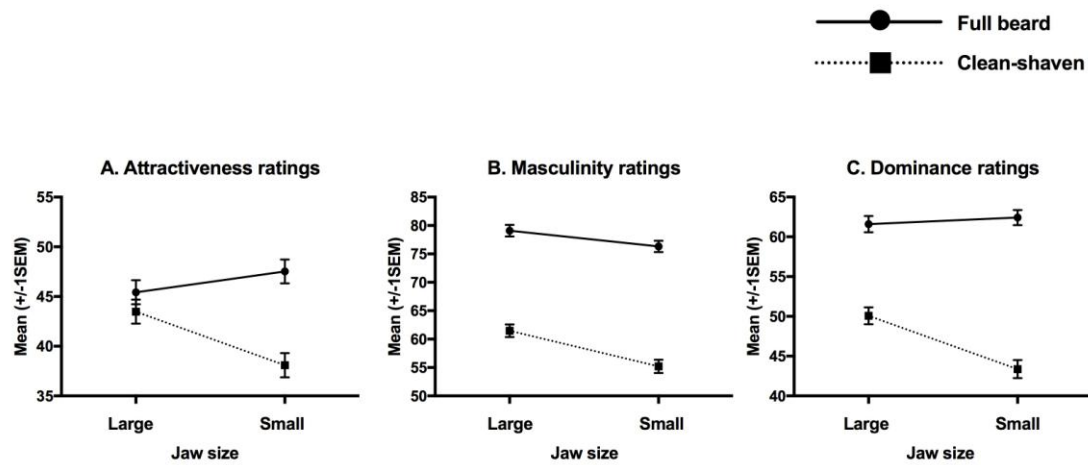 Full beard
Clean-shaven
A. Attractiveness ratings
Mean (+/-1SEM)
55
50
45
40
35
Large
Small
Jaw size
B. Masculinity ratings
Mean (+/-1SEM)
85
80
75
70
65
60
55
50
Large
Small
Jaw size
C. Dominance ratings
Mean (+/-1SEM)
65
60
55
50
45
40
Large
Small
Jaw size